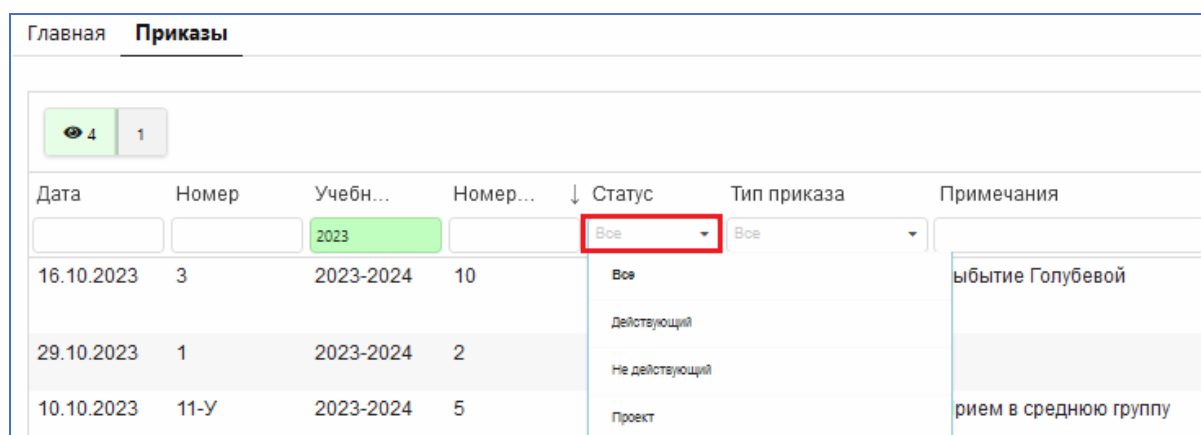 Главная Приказы
4 1
Дата Номер Учебн... Номер... ↓ Статус Тип приказа Примечания
2023 Все Все
16.10.2023 3 2023-2024 10 Все ыбытие Голубевой
Действующий
29.10.2023 1 2023-2024 2 Не действующий
10.10.2023 11-У 2023-2024 5 Проект рием в среднюю группу